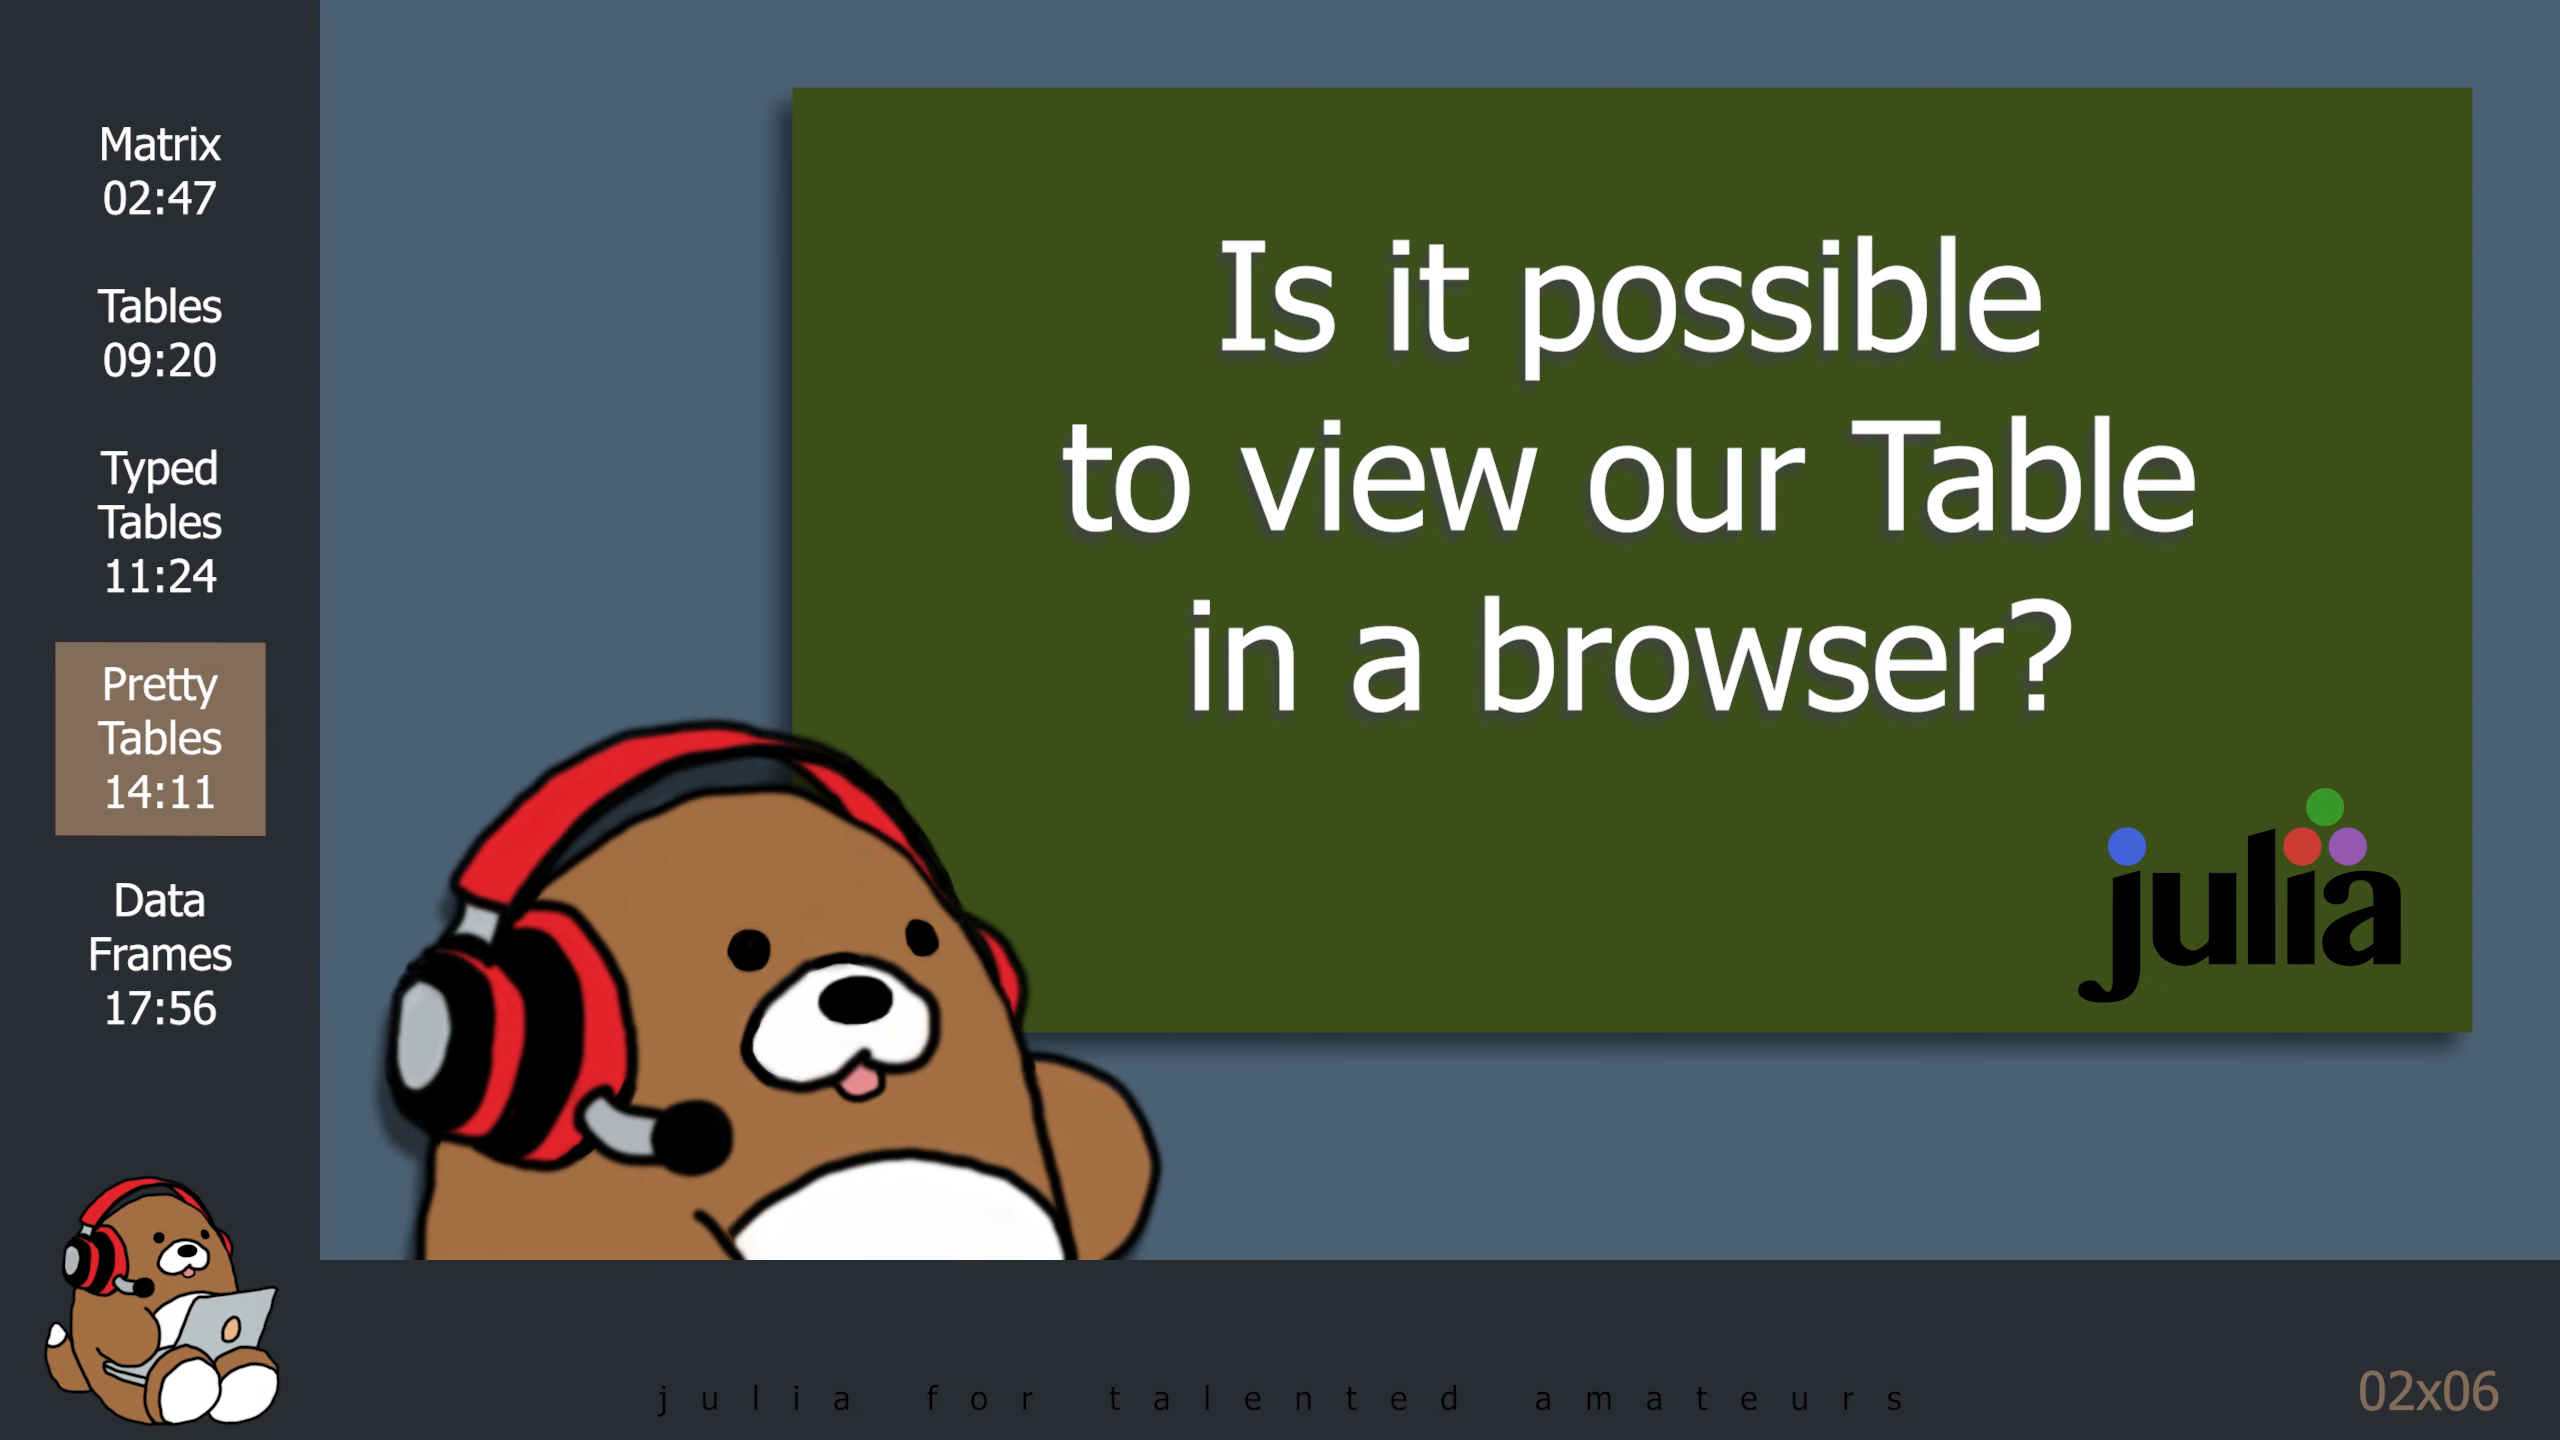 Matrix
02:47
Tables
09:20
Typed
Tables
11:24
Pretty
Tables
14:11
Data
Frames
17:56
Is it possible
to view our Table
in a browser?
julia
julia for talented amateurs
02x06